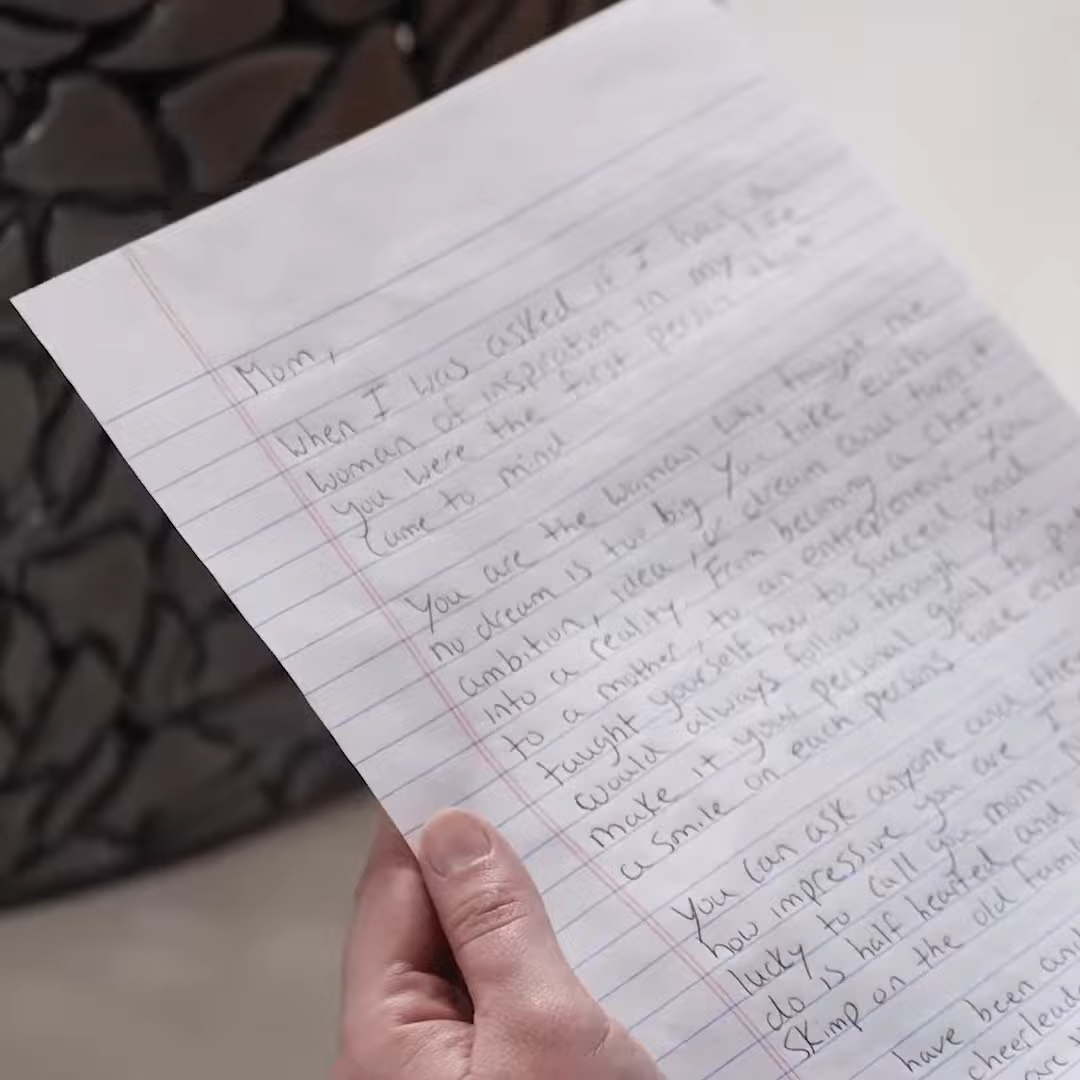 Mom,
When I was asked if I had a
woman of inspiration in my life
you were the first person that
came to mind
You are the woman who taught me
no dream is too big you take each
ambition, idea, or dream and turn it
into a reality. From becoming a chef,
to a mother, to an entrepreneur. You
taught yourself how to succeed and
would always follow through You
make it your personal goal to put
a smile on each persons face
You can ask anyone and
how impressive you are I
lucky to call you mom.
do is half hearted and
skimp on the old
have been
are